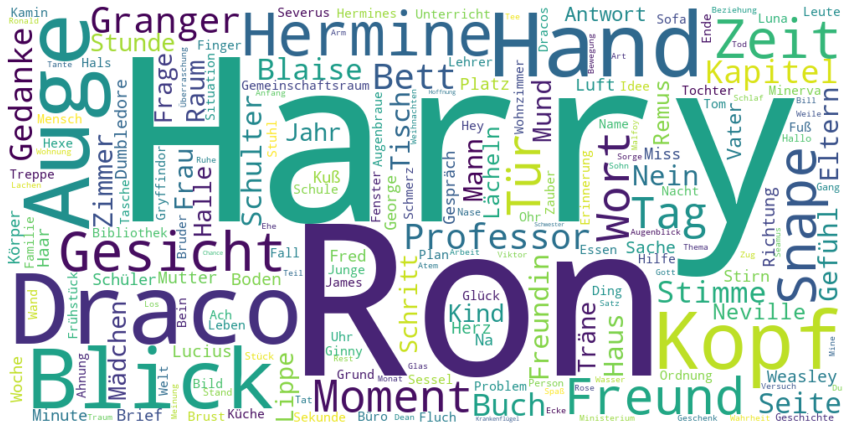 Kamin
Ronald
Granger
Severus
Hermines
Unterricht
Dracos
Sofa
Ende
Antwort
Luna
Leute
Tante
Hals
Stunde
Überraschung
Finger
Situation
Arm
Hermine
Lehrer
Tee
Hand
Bewegung
Beziehung
Art
Tod
Zeit
Auge
Gedanke
Mensch
Dumbledore
Frage
Raum
Gemeinschaftsraum
Blaise
Anfang
Bett
Weihnachten
Hoffnung
Platz
Wohnzimmer
Luft
Idee
Kapitel
Tochter
Schlaf
Minerva
Hexe
Wohnung
Treppe
Lachen
Zimmer
Tasche
Gryffindor
Ruhe
Halle
Schulter
Stuhl
Jahr
Augenbraue
Tisch
Hey
Mund
Zauber
Name
Malfoy
Remus
Tom
Vater
Bill
Weile
Fuß
Hallo
Harry
Kuß
Schule
Fenster
Schmerz
George
Gespräch
Mann
Lächeln
Nase
Ohr
Tür
Erinnerung
Wort
Sorge
Sohn
Miss
Nein
Nacht
Gang
Eltern
Körper
Familie
Haar
Bibliothek
Bruder
Frau
Ehe
Schwester
Augenblick
Tag
Richtung
Snape
Gefühl
Gesicht
Fall
Fred
Plan
Professor
Essen
Sache
Hilfe
Thema
Zug
Seamus
Schüler
Mutter
Chance
Teil
Boden
Junge
James
Atem
Arbeit
Viktor
Schritt
Freundin
Ding
Gott
Stirn
Wand
Frühstück
Draco
Ron
Glück
Kind
Herz
Satz
Na
Träne
Haus
Stimme
Neville
Kopf
Mädchen
Bein
Los
Ach
Leben
Uhr
Ginny
Rest
Woche
Ahnung
Blick
Welt
Lucius
Bild
Stand
Stück
Lippe
Grund
Monat
Sessel
Glas
Problem
Person
Spaß
Rose
Wasser
Ordnung
Weasley
Versuch
Du
Mine
Moment
Buch
Freund
Seite
Minute
Traum
Brief
Meinung
Brust
Küche
Tat
Sekunde
Büro
Dean
Fluch
Krankenflügel
Ecke
Ministerium
Geschenk
Wahrheit
Geschichte